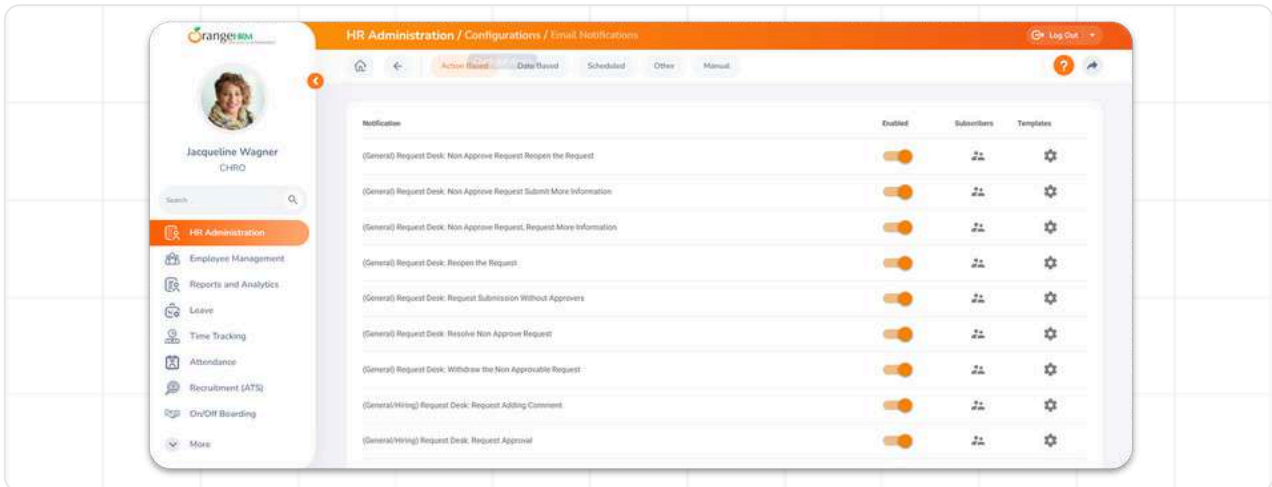 OrangeHRM
HR Administration / Configurations / Email Notifications
Log Out
Action Based
Date Based
Scheduled
Other
Manual
?
Jacqueline Wagner
CHRO
Search
HR Administration
Employee Management
Reports and Analytics
Leave
Time Tracking
Attendance
Recruitment (ATS)
On/Off Boarding
More
Notification Enabled Subscribers Templates
(General) Request Desk: Non Approve Request Reopen the Request
(General) Request Desk: Non Approve Request Submit More Information
(General) Request Desk: Non Approve Request, Request More Information
(General) Request Desk: Reopen the Request
(General) Request Desk: Request Submission Without Approvers
(General) Request Desk: Resolve Non Approve Request
(General) Request Desk: Withdraw the Non Approvable Request
(General/Hiring) Request Desk: Request Adding Comment
(General/Hiring) Request Desk: Request Approval